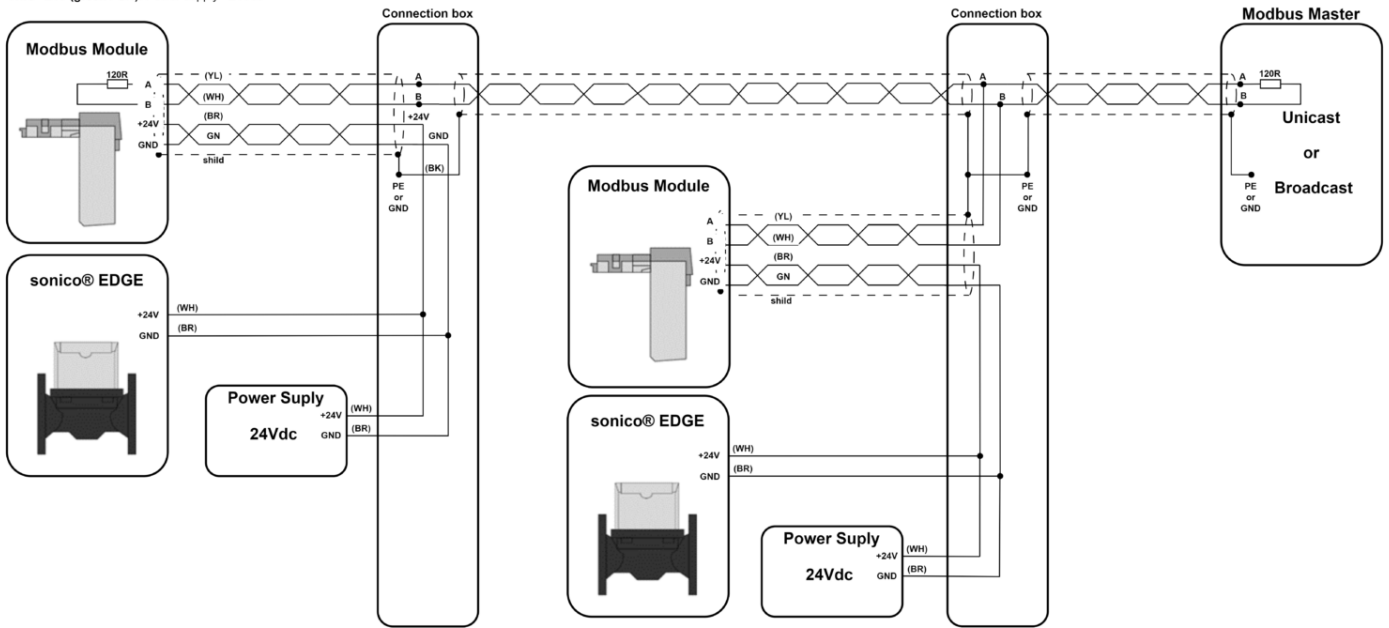 Connection box
Connection box
Modbus Master
Modbus Module
120R
A
(YL)
B
(WH)
+24V
(BR)
GND
GN
shild
A
B
+24V
GND
(BK)
PE
or
GND
A
B
PE
or
GND
A
120R
B
Unicast
or
Broadcast
PE
or
GND
Modbus Module
A
(YL)
B
(WH)
+24V
(BR)
GND
GN
shild
sonico® EDGE
+24V
(WH)
GND
(BR)
Power Suply
+24V
(WH)
24Vdc
GND
(BR)
sonico® EDGE
+24V
(WH)
GND
(BR)
Power Suply
+24V
(WH)
24Vdc
GND
(BR)